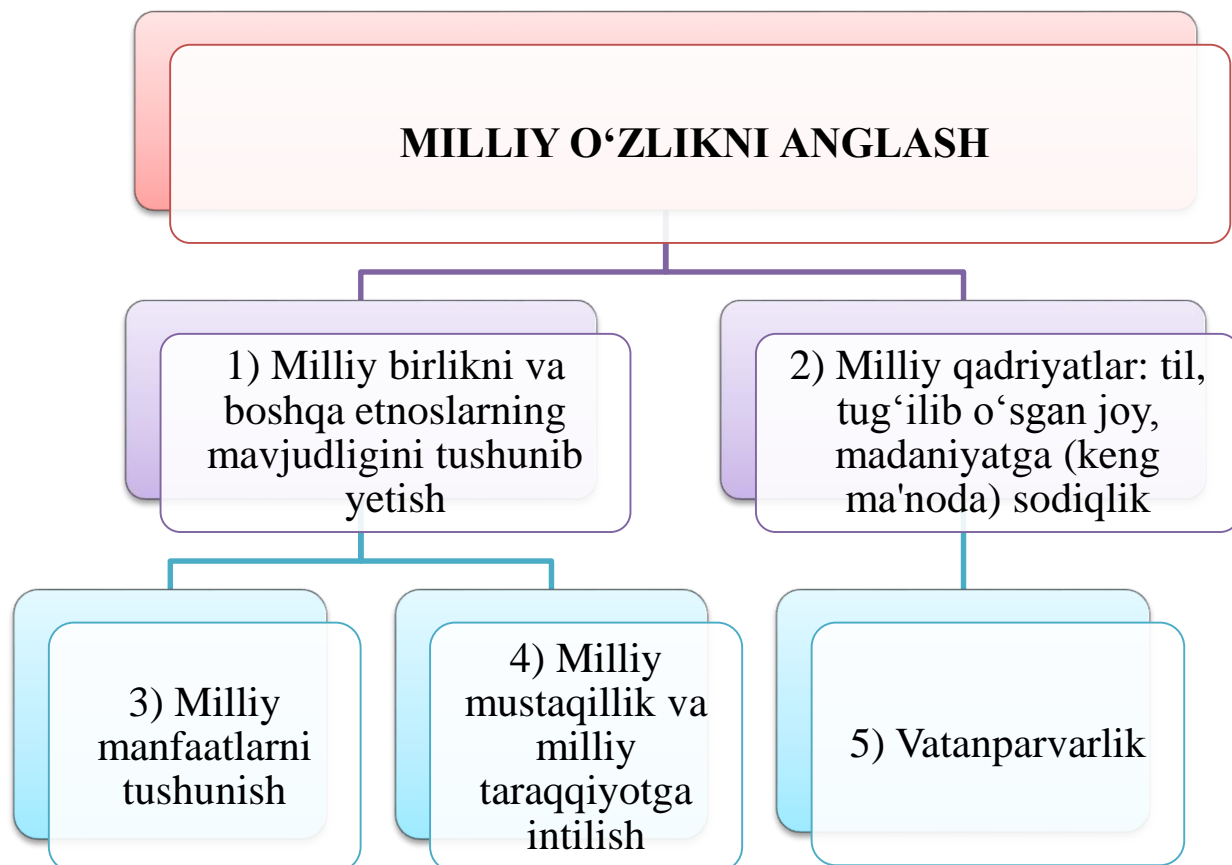 MILLIY O‘ZLIKNI ANGLASH
1) Milliy birlikni va
boshqa etnoslarning
mavjudligini tushunib
yetish
2) Milliy qadriyatlar: til,
tug‘ilib o‘sgan joy,
madaniyatga (keng
ma'noda) sodiqlik
3) Milliy
manfaatlarni
tushunish
4) Milliy
mustaqillik va
milliy
taraqqiyotga
intilish
5) Vatanparvarlik